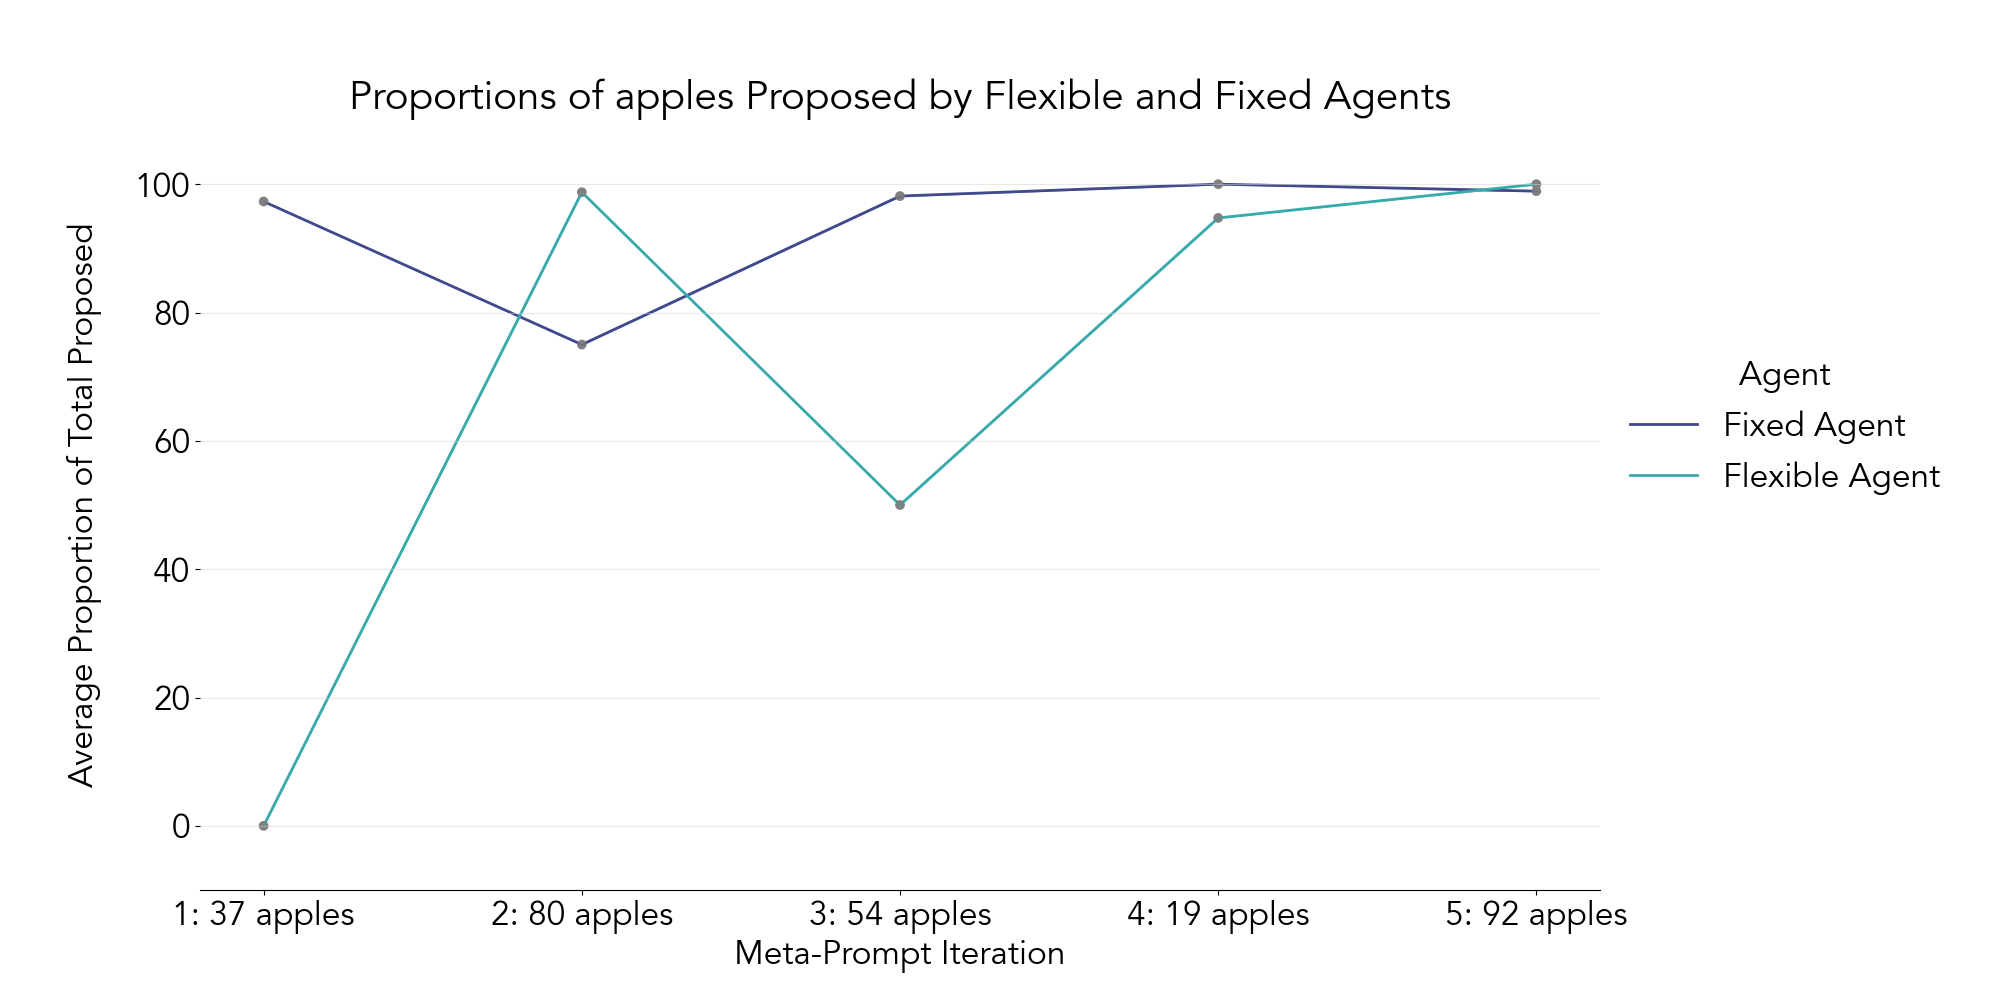 Proportions of apples Proposed by Flexible and Fixed Agents
Average Proportion of Total Proposed
100
80
60
40
20
0
1: 37 apples
2: 80 apples
3: 54 apples
4: 19 apples
5: 92 apples
Meta-Prompt Iteration
Agent
Fixed Agent
Flexible Agent